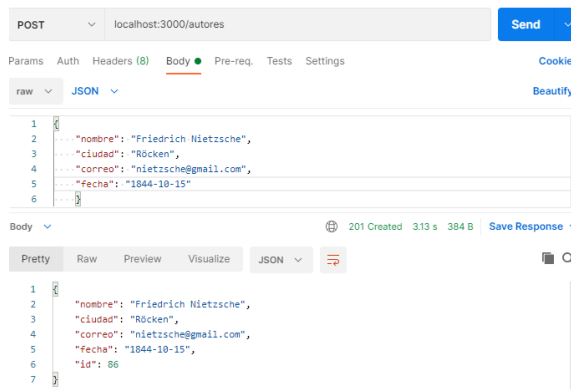 POST localhost:3000/autores Send
Params Auth Headers (8) Body Pre-req. Tests Settings Cookie
raw JSON Beautify
1 {
2 "nombre": "Friedrich Nietzsche",
3 "ciudad": "Röcken",
4 "correo": "nietzsche@gmail.com",
5 "fecha": "1844-10-15"
6 }
Body 201 Created 3.13 s 384 B Save Response
Pretty Raw Preview Visualize JSON
1 {
2 "nombre": "Friedrich Nietzsche",
3 "ciudad": "Röcken",
4 "correo": "nietzsche@gmail.com",
5 "fecha": "1844-10-15",
6 "id": 86
7 }